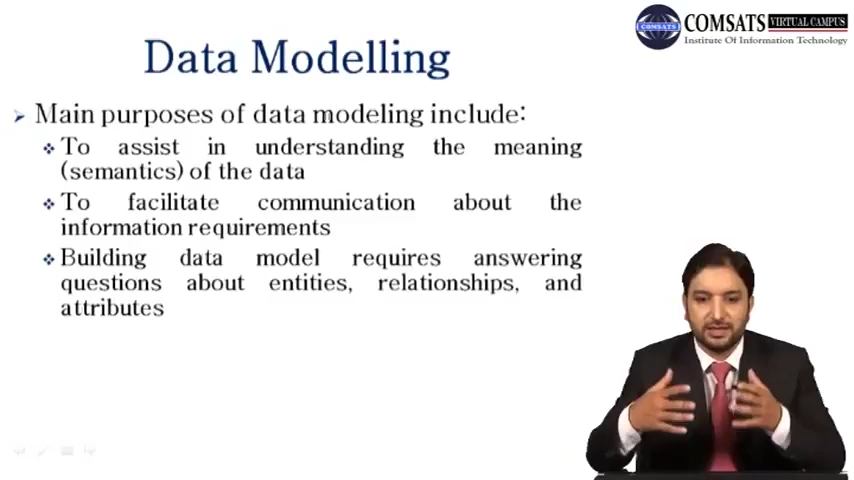 COMSATS VIRTUAL CAMPUS
Institute Of Information Technology
Data Modelling
Main purposes of data modeling include:
To assist in understanding the meaning
(semantics) of the data
To facilitate communication about the
information requirements
Building data model requires answering
questions about entities, relationships, and
attributes